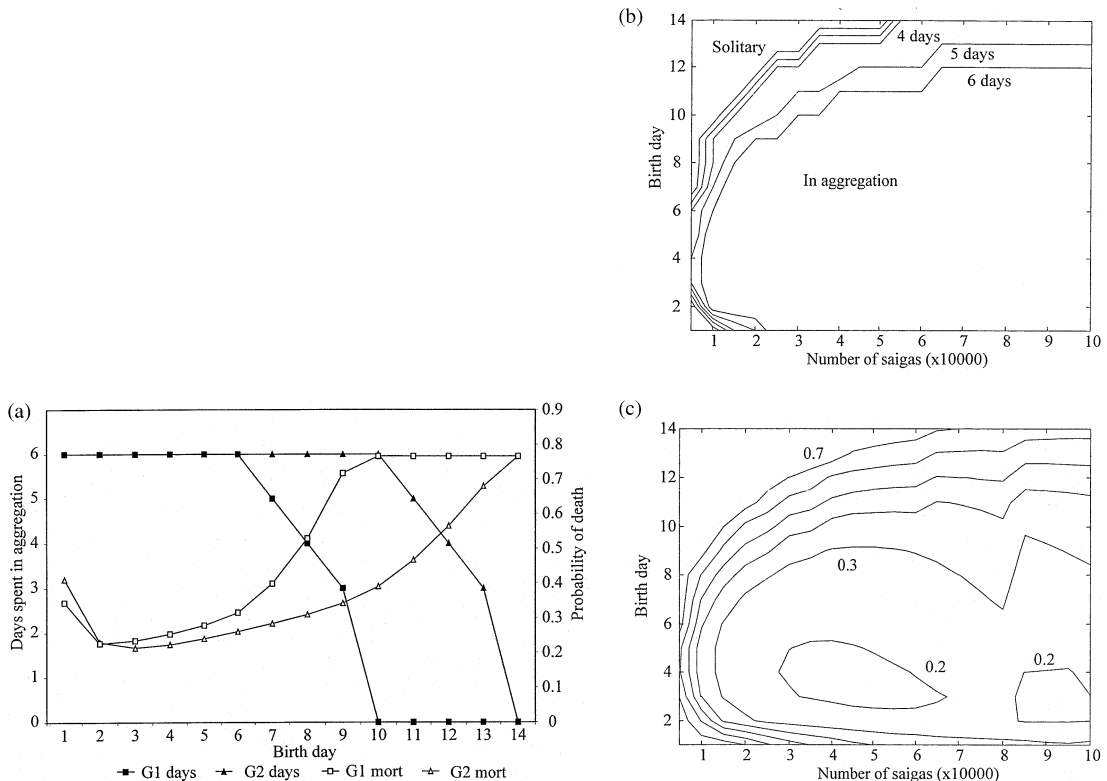 (b)
14
12
10
8
6
4
2
Birth day
Solitary
4 days
5 days
6 days
In aggregation
1 2 3 4 5 6 7 8 9 10
Number of saigas (x10000)
(a)
6
5
4
3
2
1
0
Days spent in aggregation
0.9
0.8
0.7
0.6
0.5
0.4
0.3
0.2
0.1
0
Probability of death
1 2 3 4 5 6 7 8 9 10 11 12 13 14
Birth day
G1 days G2 days G1 mort G2 mort
(c)
14
12
10
8
6
4
2
Birth day
0.7
0.3
0.2
0.2
1 2 3 4 5 6 7 8 9 10
Number of saigas (x10000)